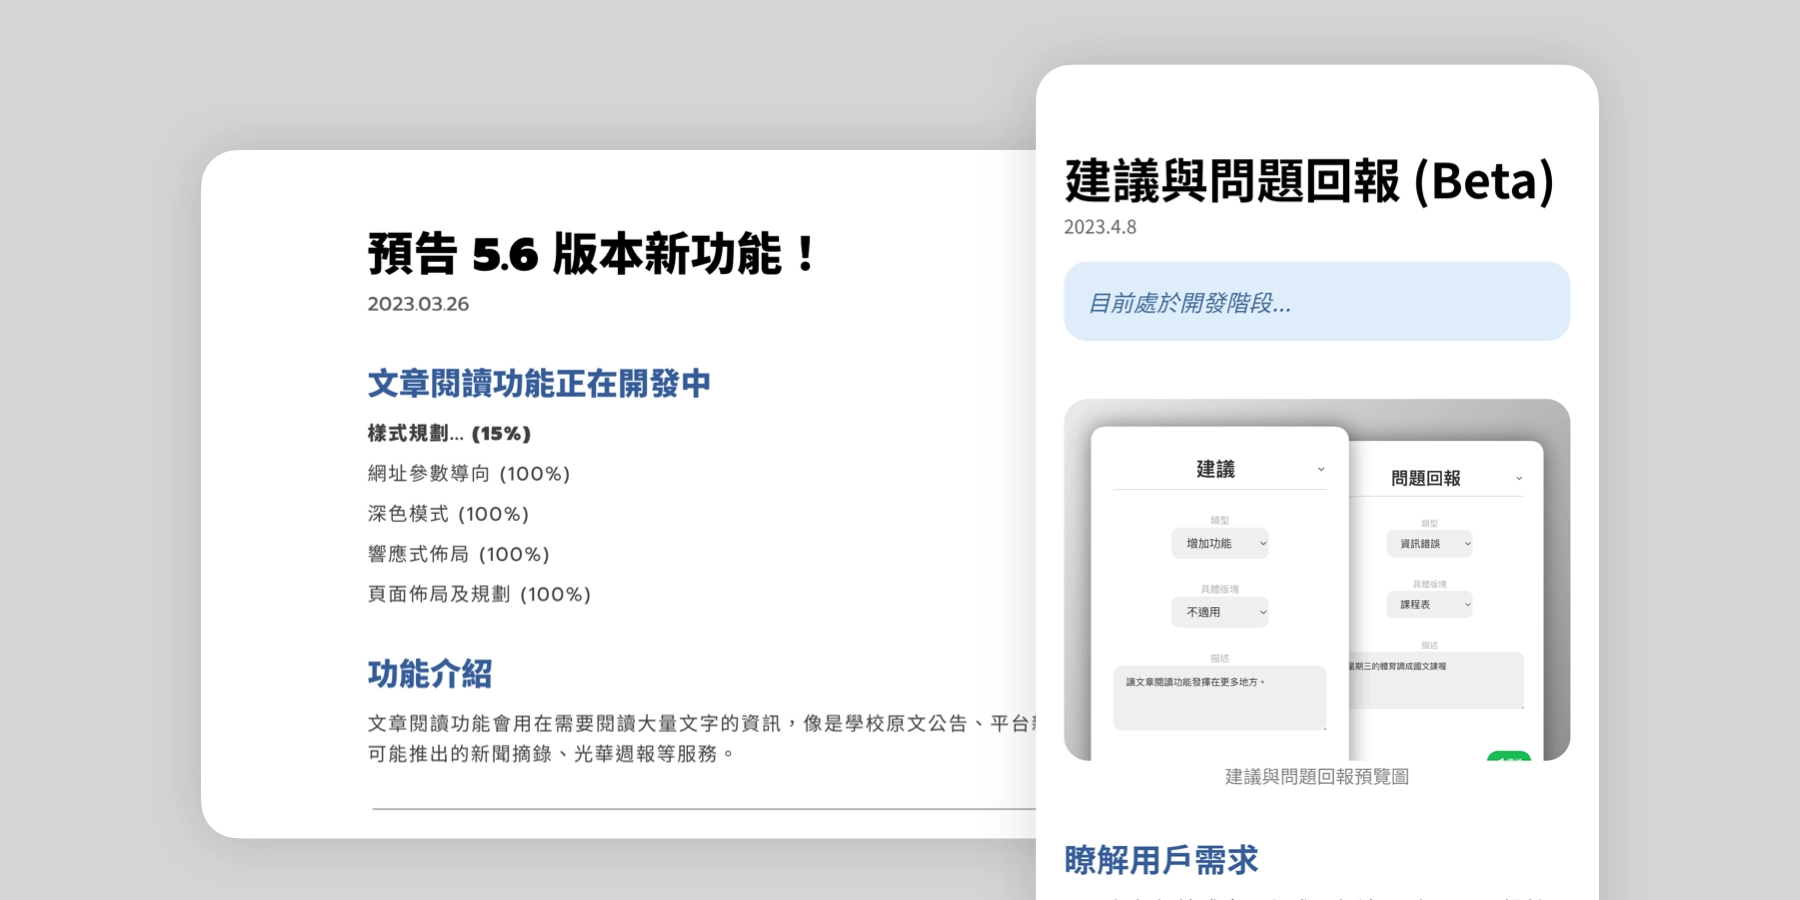 預告 5.6 版本新功能！
2023.03.26
文章閱讀功能正在開發中
樣式規劃... (15%)
網址參數導向 (100%)
深色模式 (100%)
響應式佈局 (100%)
頁面佈局及規劃 (100%)
功能介紹
文章閱讀功能會用在需要閱讀大量文字的資訊，像是學校原文公告、平台
可能推出的新聞摘錄、光華週報等服務。
建議與問題回報 (Beta)
2023.4.8
目前處於開發階段...
建議
類型
增加功能
具體版塊
不適用
描述
讓文章閱讀功能發揮在更多地方。
問題回報
類型
資訊錯誤
具體版塊
課程表
描述
星期三的體育調成國文課喔
建議與問題回報預覽圖
瞭解用戶需求